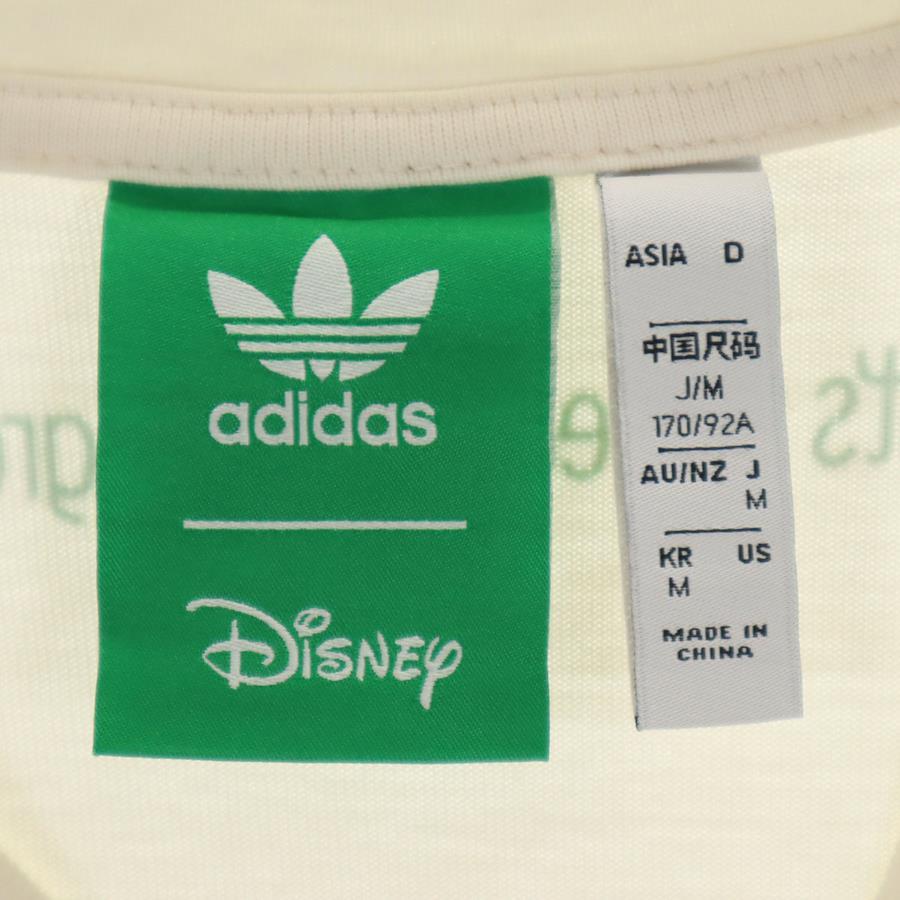 adidas
Disney
ASIA D
中国尺码
J/M
170/92A
AU/NZ J
M
KR US
M
MADE IN
CHINA